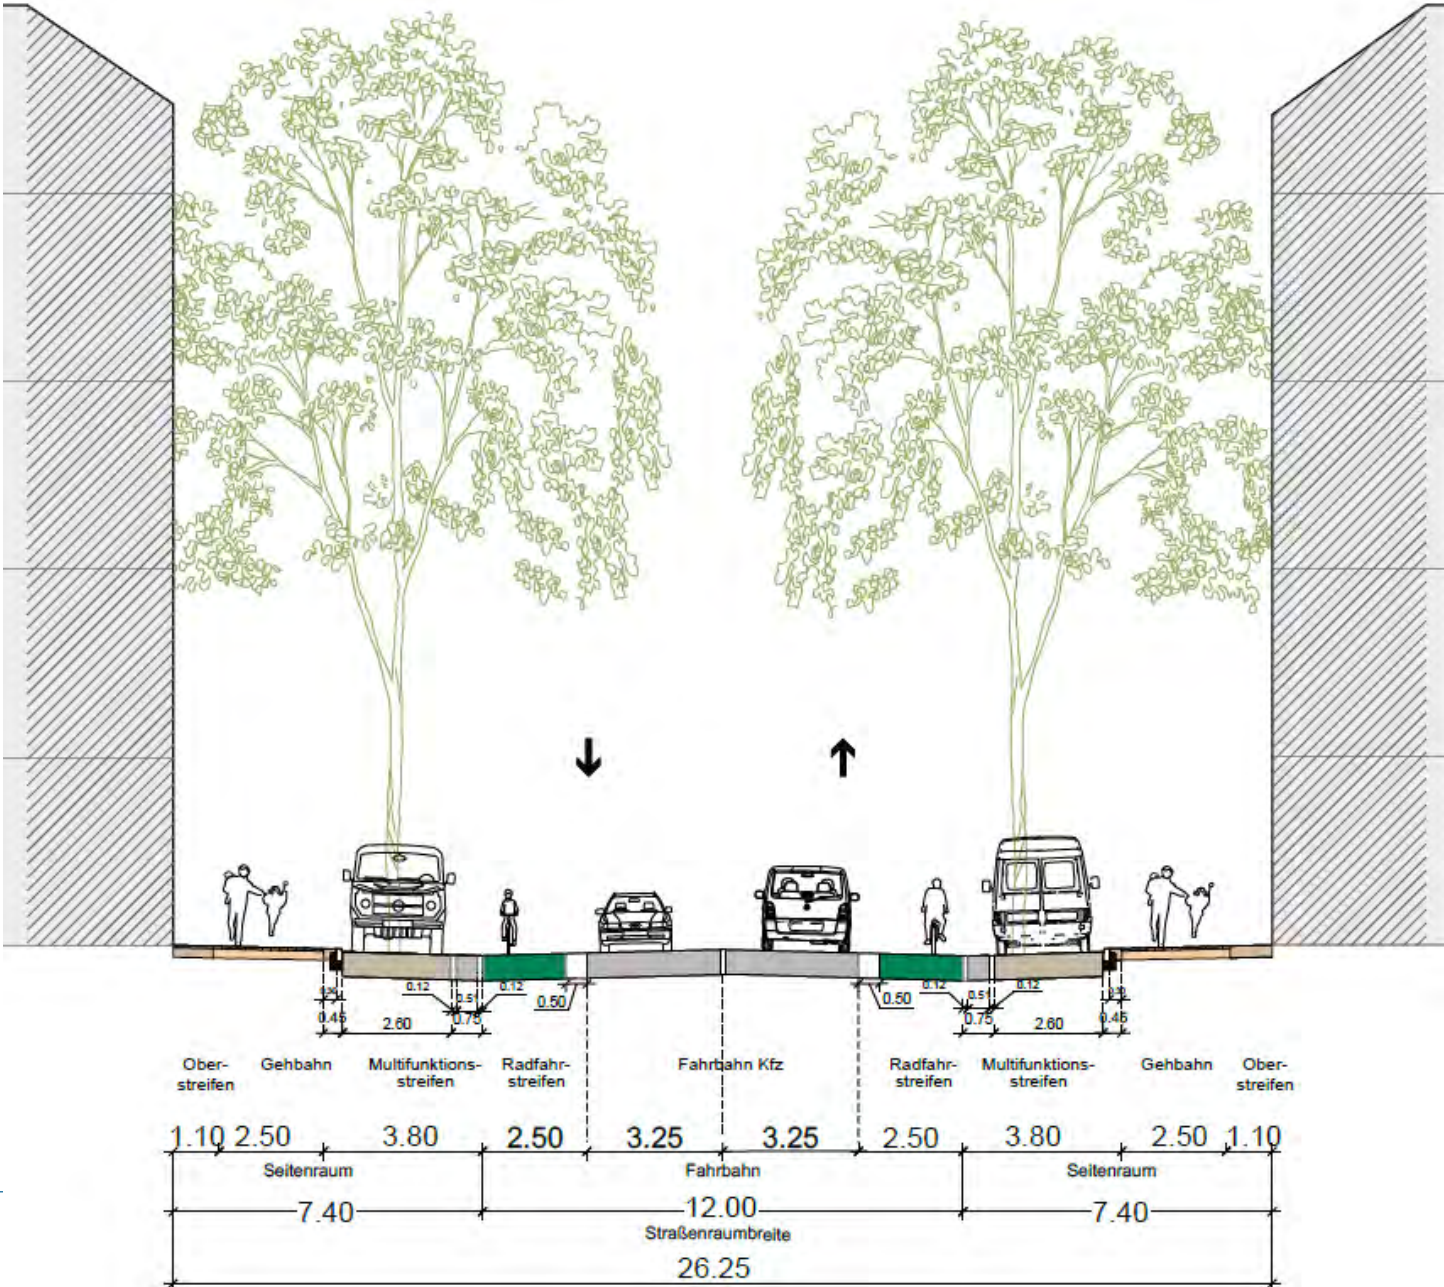 0.12 0.12 0.12 0.12
0.51 0.51
0.50 0.50
0.45 2.60 0.75 0.75 2.60 0.45
Ober-
streifen
Gehbahn
Multifunktions-
streifen
Radfahr-
streifen
Fahrbahn Kfz
Radfahr-
streifen
Multifunktions-
streifen
Gehbahn
Ober-
streifen
1.10 2.50 3.80 2.50 3.25 3.25 2.50 3.80 2.50 1.10
Seitenraum Fahrbahn Seitenraum
7.40 12.00 7.40
Straßenraumbreite
26.25